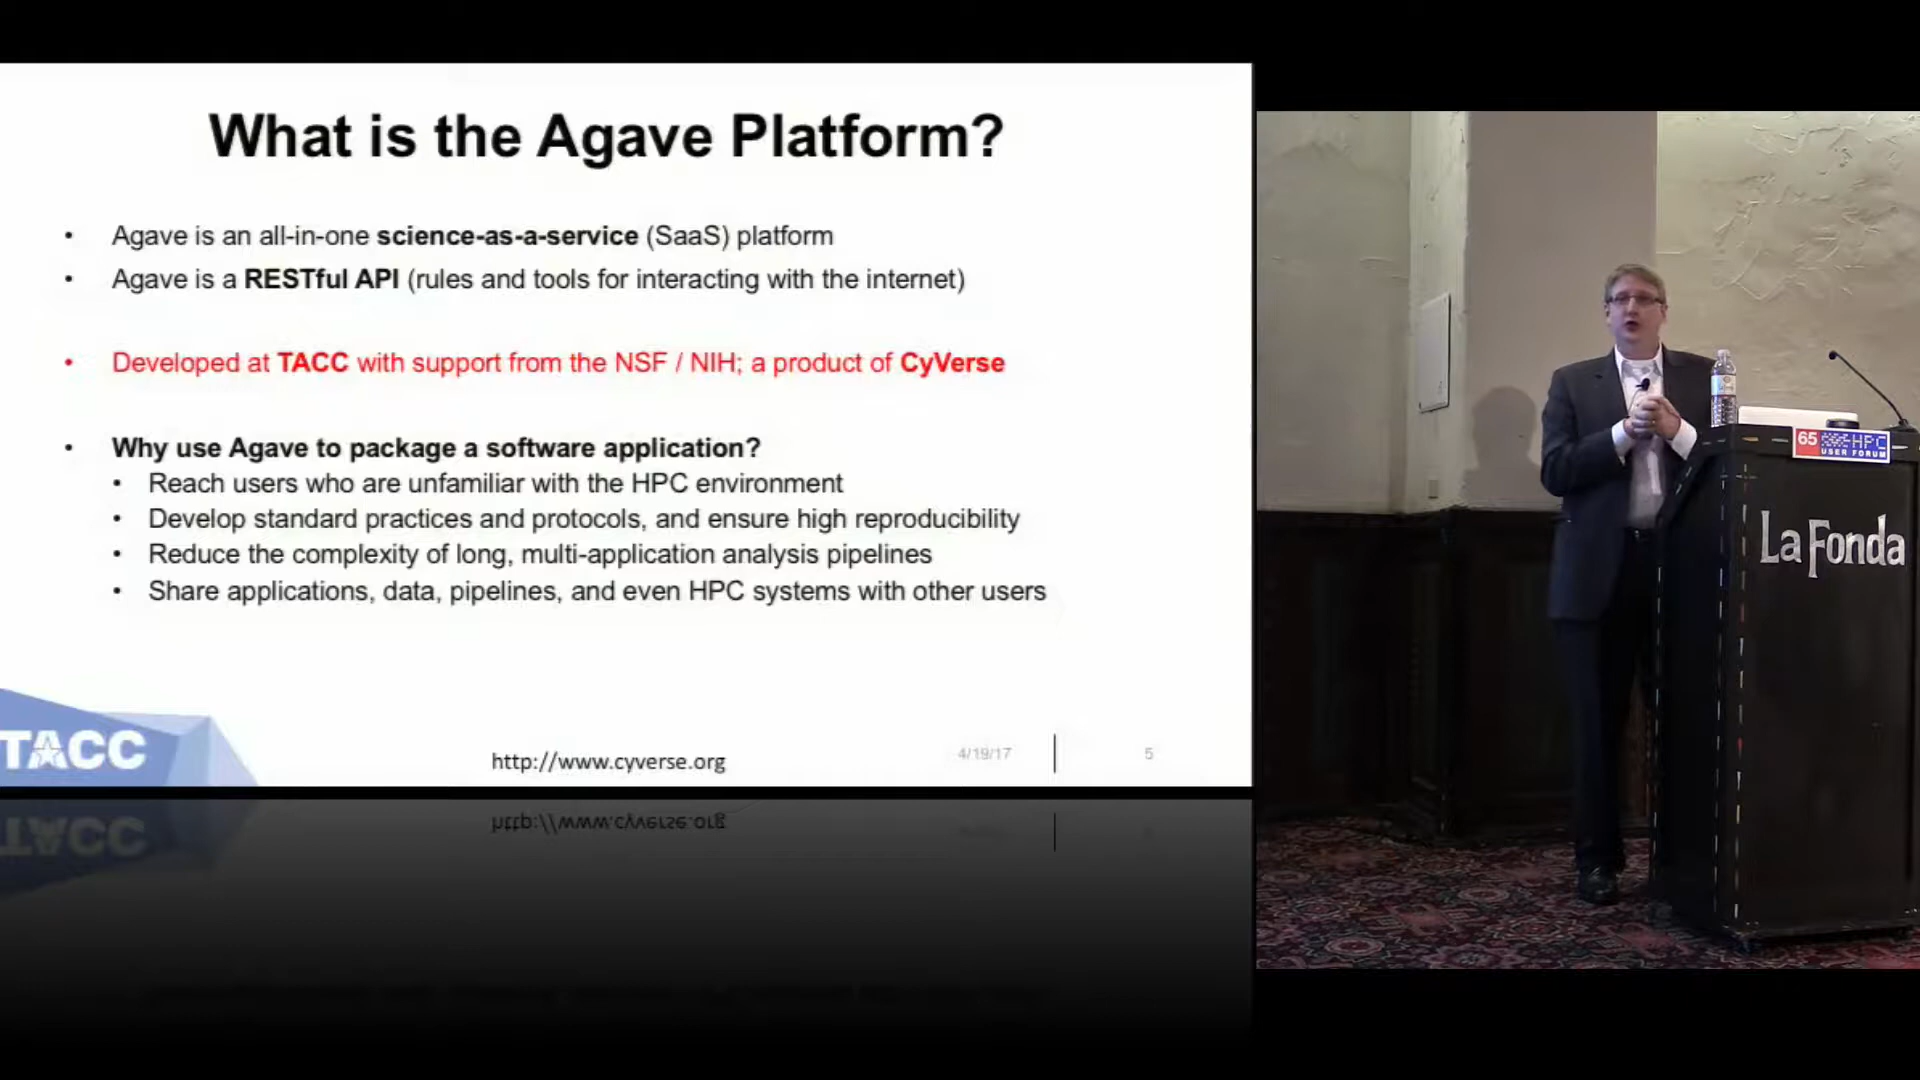 What is the Agave Platform?
• Agave is an all-in-one science-as-a-service (SaaS) platform
• Agave is a RESTful API (rules and tools for interacting with the internet)
• Developed at TACC with support from the NSF / NIH; a product of CyVerse
• Why use Agave to package a software application?
• Reach users who are unfamiliar with the HPC environment
• Develop standard practices and protocols, and ensure high reproducibility
• Reduce the complexity of long, multi-application analysis pipelines
• Share applications, data, pipelines, and even HPC systems with other users
TACC
http://www.cyverse.org
4/19/17
5
65 HPC
USER FORUM
La Fonda